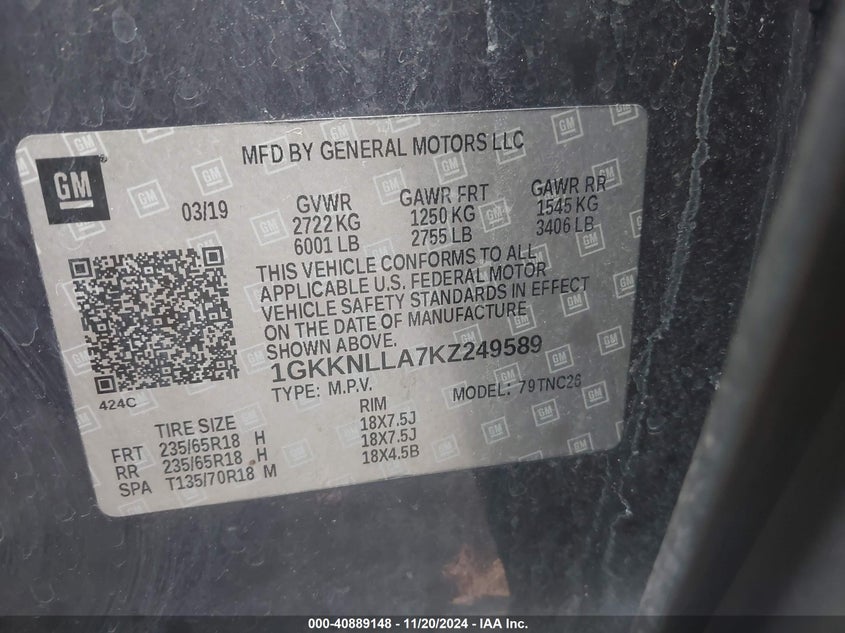 MFD BY GENERAL MOTORS LLC
GM
03/19
GVWR GAWR FRT GAWR RR
2722 KG 1250 KG 1545 KG
6001 LB 2755 LB 3406 LB
THIS VEHICLE CONFORMS TO ALL
APPLICABLE U.S. FEDERAL MOTOR
VEHICLE SAFETY STANDARDS IN EFFECT
ON THE DATE OF MANUFACTURE
SHOWN ABOVE.
1GKKNLLA7KZ249589
TYPE: M.P.V. MODEL: 79TNC26
424C
TIRE SIZE RIM
FRT 235/65R18 H 18X7.5J
RR 235/65R18 H 18X7.5J
SPA T135/70R18 M 18X4.5B
000-40889148 - 11/20/2024 - IAA Inc.